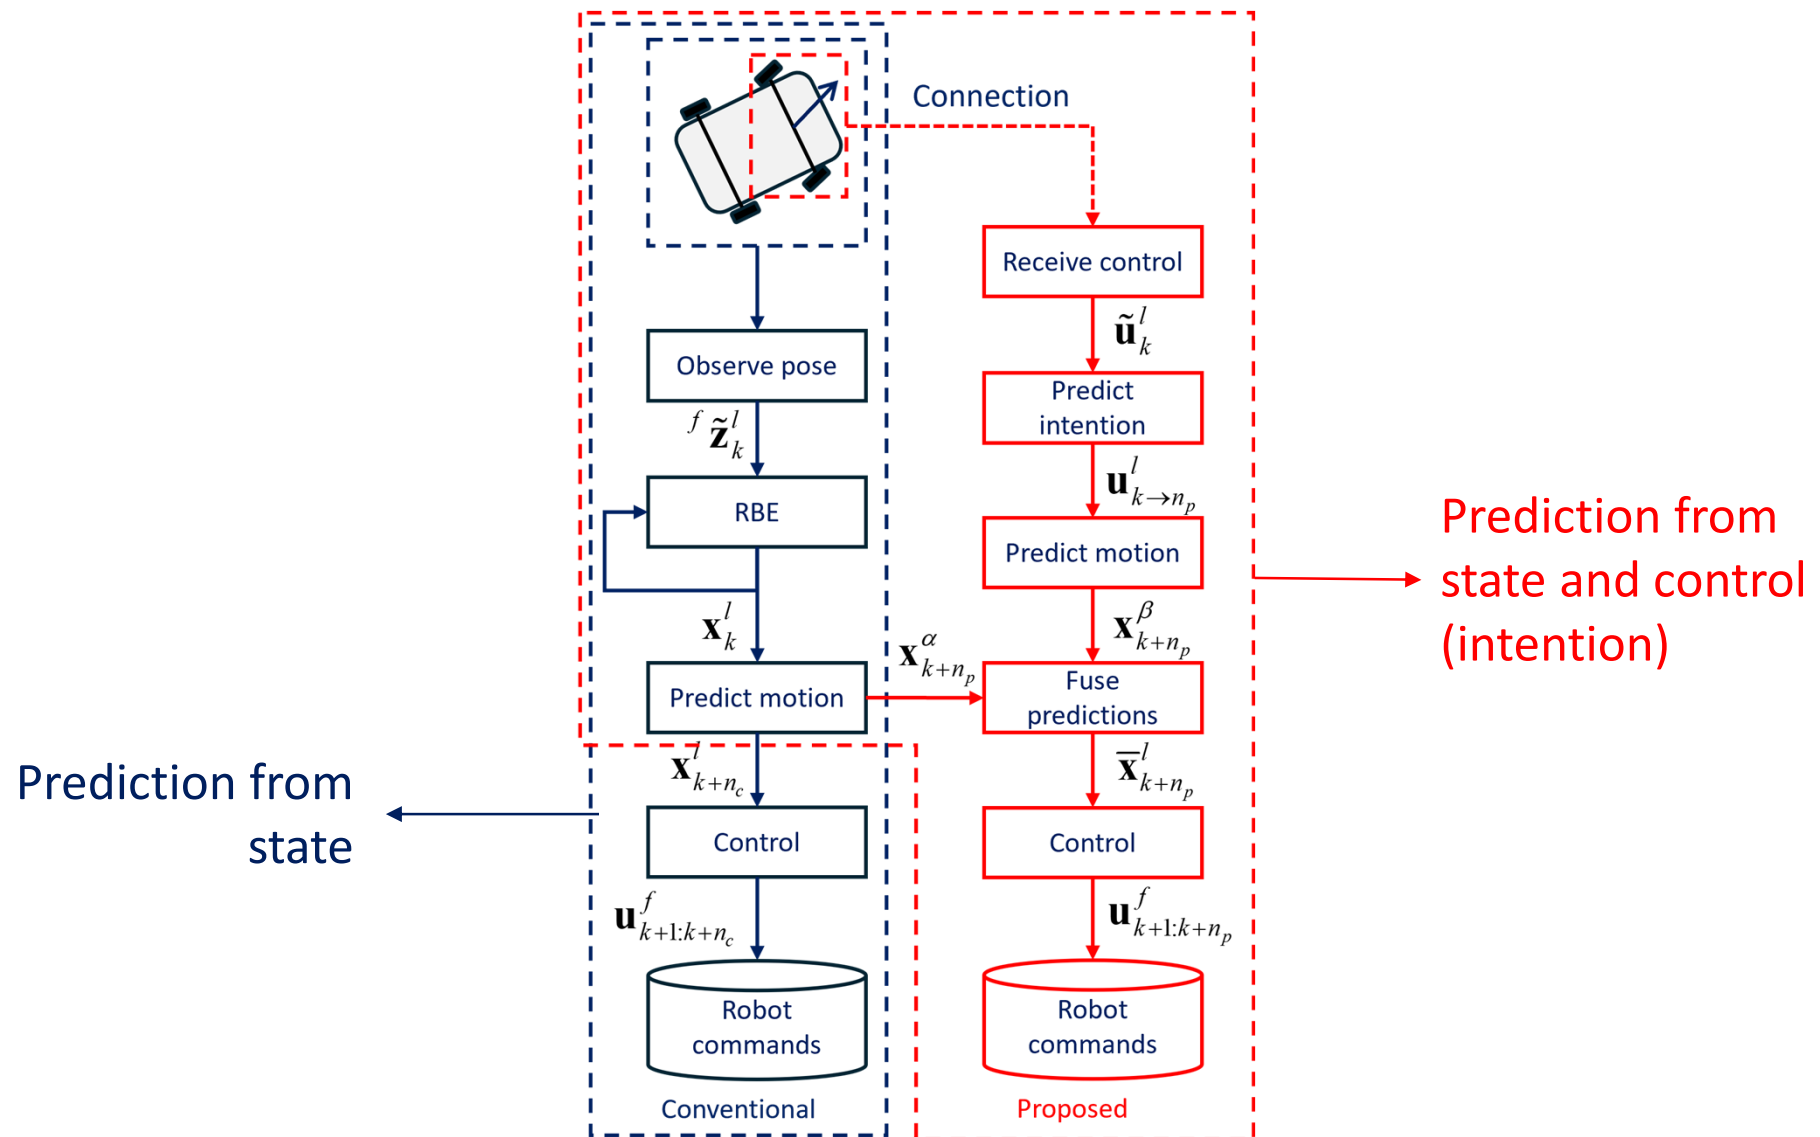 Connection
Receive control
ũ^l_k
Observe pose
Predict
intention
^f z̃^l_k
u^l_{k→n_p}
RBE
Predict motion
x^l_k
x^β_{k+n_p}
x^α_{k+n_p}
Predict motion
Fuse
predictions
x^l_{k+n_c}
x̄^l_{k+n_p}
Control
Control
u^f_{k+1:k+n_c}
u^f_{k+1:k+n_p}
Robot
commands
Robot
commands
Conventional
Proposed
Prediction from
state
Prediction from
state and control
(intention)